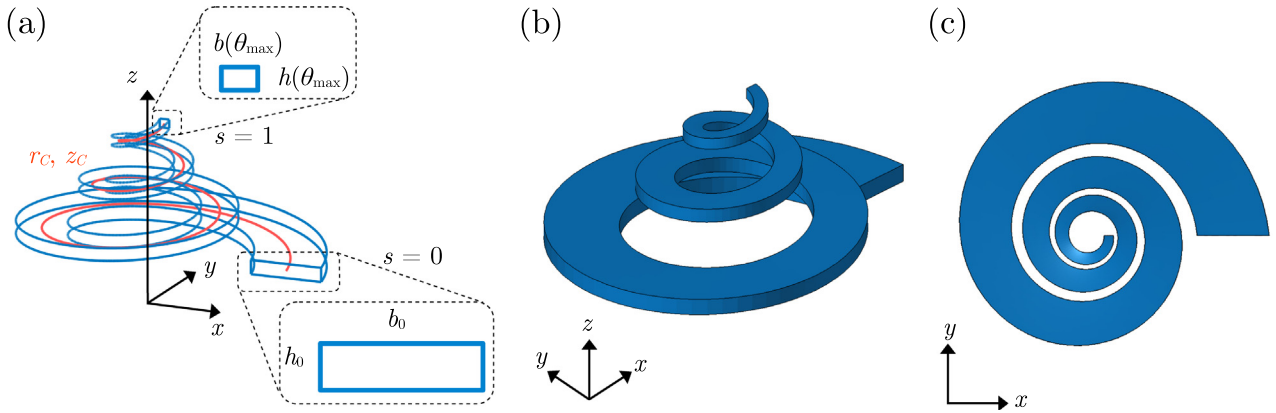 (a)
b(θmax)
h(θmax)
z
s = 1
rC, zC
s = 0
y
x
b0
h0
(b)
z
y
x
(c)
y
x